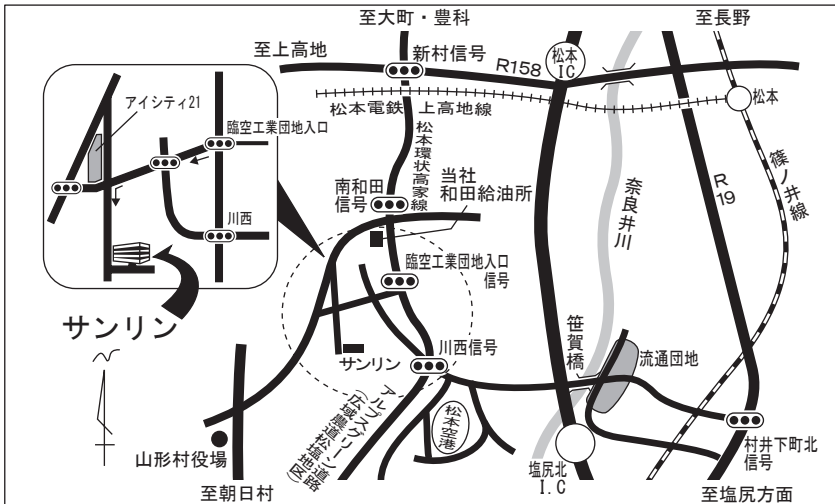 至大町・豊科
至長野
至上高地
新村信号
松本
IC
R158
アイシティ21
松本電鉄 上高地線
松本
臨空工業団地入口
松本環状高家線
当社
和田給油所
南和田
信号
奈良井川
R
19
篠ノ井線
川西
臨空工業団地入口
信号
サンリン
笹賀橋
流通団地
川西信号
サンリン
アルプスグリーン道路
(広域農道松塩地区)
松本空港
山形村役場
塩尻北
I.C
村井下町北
信号
至朝日村
至塩尻方面